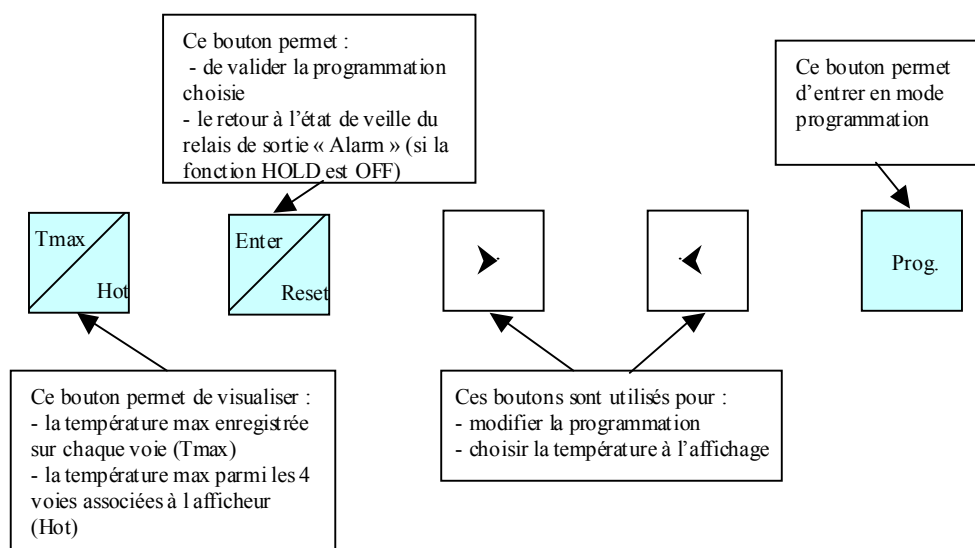 Ce bouton permet :
- de valider la programmation
choisie
- le retour à l'état de veille du
relais de sortie « Alarm » (si la
fonction HOLD est OFF)
Ce bouton permet
d'entrer en mode
programmation
Tmax
Hot
Enter
Reset
Prog.
Ce bouton permet de visualiser :
- la température max enregistrée
sur chaque voie (Tmax)
- la température max parmi les 4
voies associées à l afficheur
(Hot)
Ces boutons sont utilisés pour :
- modifier la programmation
- choisir la température à l'affichage